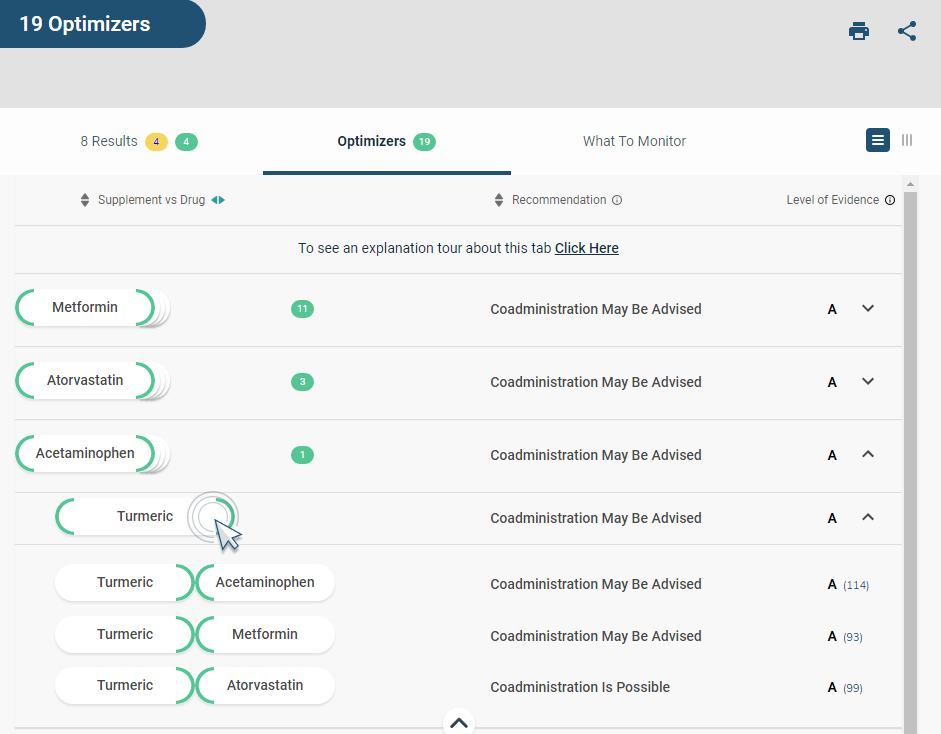 19 Optimizers
8 Results 4 4
Optimizers 19
What To Monitor
Supplement vs Drug
Recommendation
Level of Evidence
To see an explanation tour about this tab Click Here
Metformin 11 Coadministration May Be Advised A
Atorvastatin 3 Coadministration May Be Advised A
Acetaminophen 1 Coadministration May Be Advised A
Turmeric Coadministration May Be Advised A
Turmeric Acetaminophen Coadministration May Be Advised A (114)
Turmeric Metformin Coadministration May Be Advised A (93)
Turmeric Atorvastatin Coadministration Is Possible A (99)